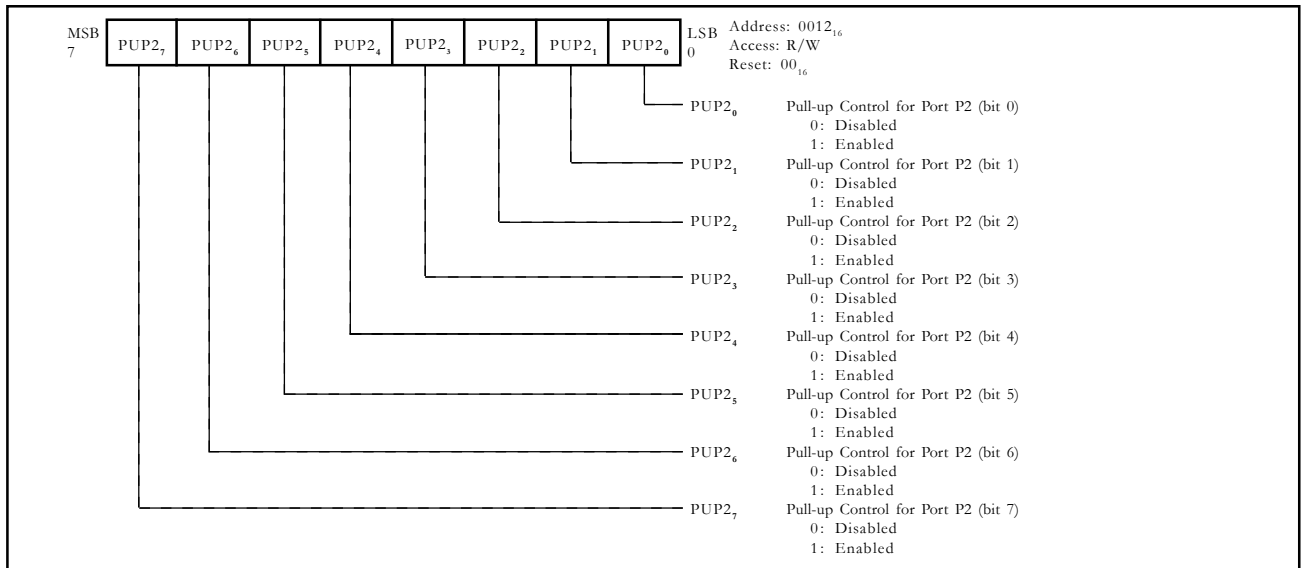 MSB 7 PUP2₇ PUP2₆ PUP2₅ PUP2₄ PUP2₃ PUP2₂ PUP2₁ PUP2₀ LSB 0
Address: 0012₁₆
Access: R/W
Reset: 00₁₆
PUP2₀ Pull-up Control for Port P2 (bit 0)
0: Disabled
1: Enabled
PUP2₁ Pull-up Control for Port P2 (bit 1)
0: Disabled
1: Enabled
PUP2₂ Pull-up Control for Port P2 (bit 2)
0: Disabled
1: Enabled
PUP2₃ Pull-up Control for Port P2 (bit 3)
0: Disabled
1: Enabled
PUP2₄ Pull-up Control for Port P2 (bit 4)
0: Disabled
1: Enabled
PUP2₅ Pull-up Control for Port P2 (bit 5)
0: Disabled
1: Enabled
PUP2₆ Pull-up Control for Port P2 (bit 6)
0: Disabled
1: Enabled
PUP2₇ Pull-up Control for Port P2 (bit 7)
0: Disabled
1: Enabled